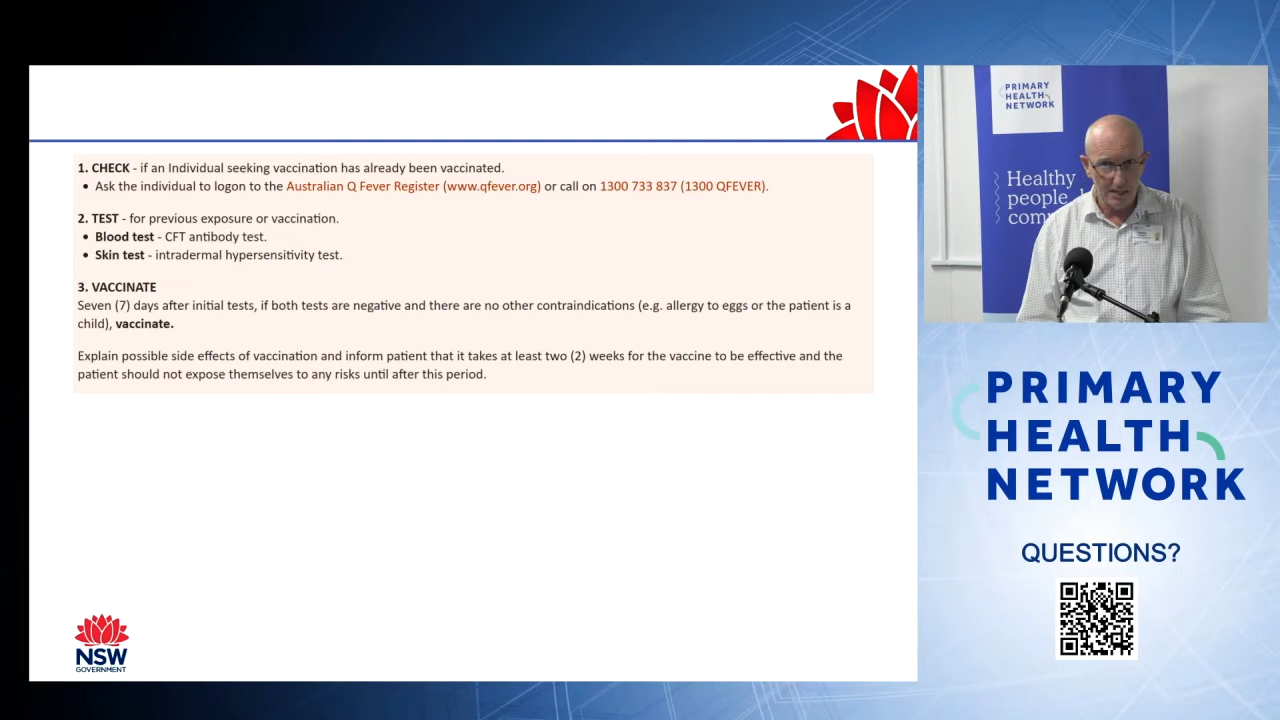 1. CHECK - if an Individual seeking vaccination has already been vaccinated.
• Ask the individual to logon to the Australian Q Fever Register (www.qfever.org) or call on 1300 733 837 (1300 QFEVER).
2. TEST - for previous exposure or vaccination.
• Blood test - CFT antibody test.
• Skin test - intradermal hypersensitivity test.
3. VACCINATE
Seven (7) days after initial tests, if both tests are negative and there are no other contraindications (e.g. allergy to eggs or the patient is a
child), vaccinate.
Explain possible side effects of vaccination and inform patient that it takes at least two (2) weeks for the vaccine to be effective and the
patient should not expose themselves to any risks until after this period.
NSW
GOVERNMENT
PRIMARY
HEALTH
NETWORK
Healthy
people,
com
PRIMARY
HEALTH
NETWORK
QUESTIONS?